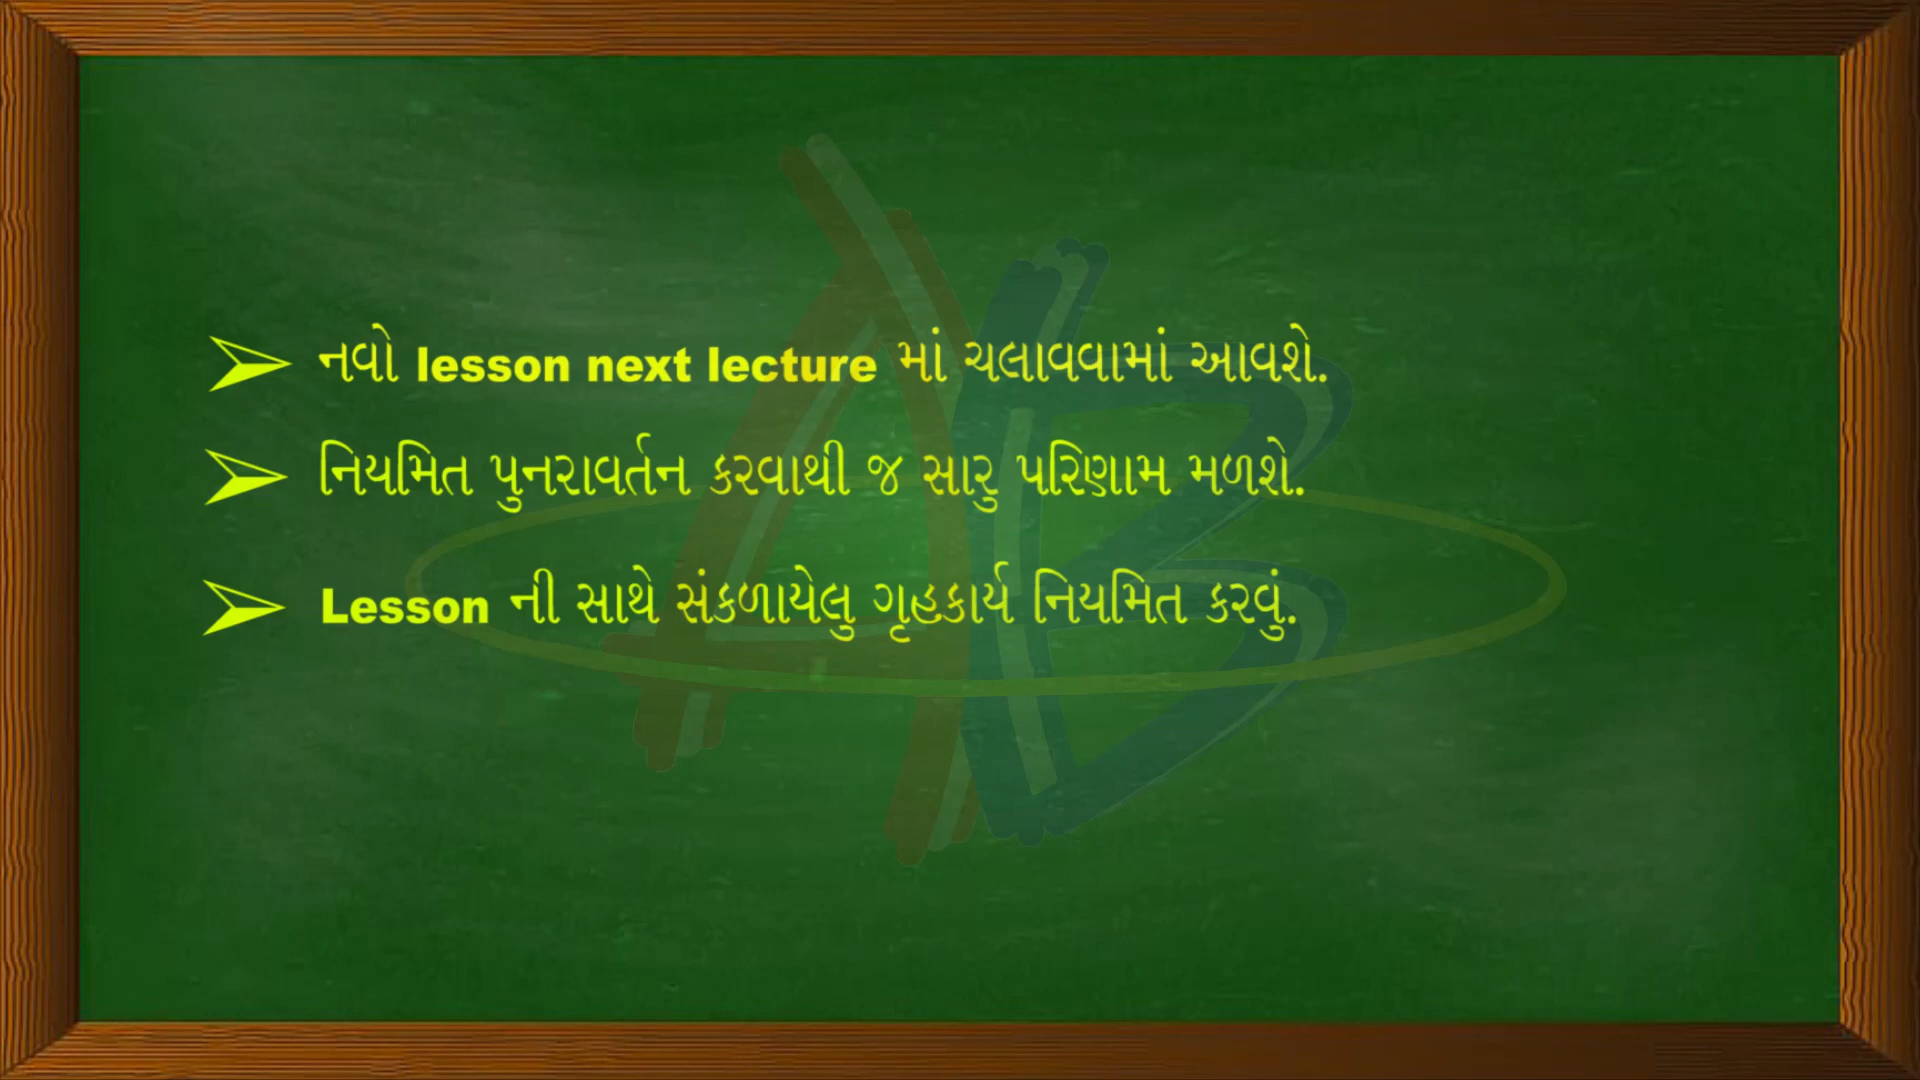 ➢ નવો lesson next lecture માં ચલાવવામાં આવશે.
➢ નિયમિત પુનરાવર્તન કરવાથી જ સારુ પરિણામ મળશે.
➢ Lesson ની સાથે સંકળાયેલુ ગૃહકાર્ય નિયમિત કરવું.
AB